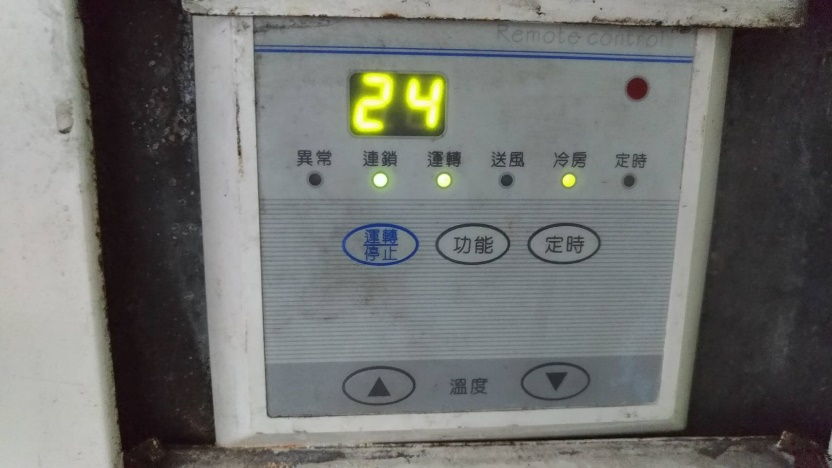 Remote control
24
異常 連鎖 運轉 送風 冷房 定時
運轉 停止 功能 定時
溫度